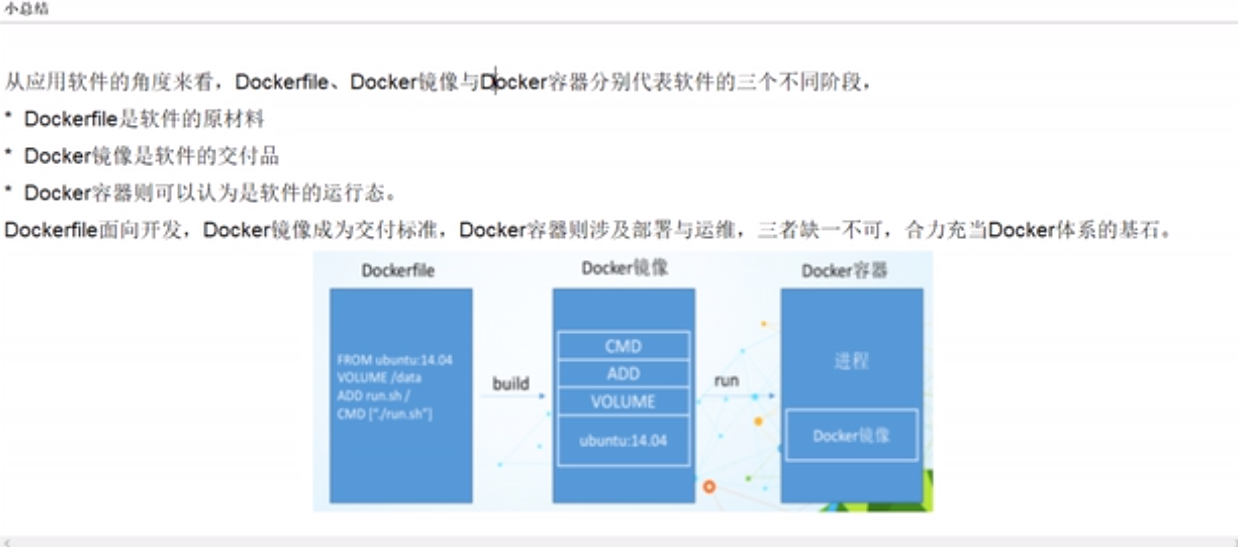 小总结
从应用软件的角度来看，Dockerfile、Docker镜像与Docker容器分别代表软件的三个不同阶段，
* Dockerfile是软件的原材料
* Docker镜像是软件的交付品
* Docker容器则可以认为是软件的运行态。
Dockerfile面向开发，Docker镜像成为交付标准，Docker容器则涉及部署与运维，三者缺一不可，合力充当Docker体系的基石。
Dockerfile
FROM ubuntu:14.04
VOLUME /data
ADD run.sh /
CMD ["./run.sh"]
build
Docker镜像
CMD
ADD
VOLUME
ubuntu:14.04
run
Docker容器
进程
Docker镜像